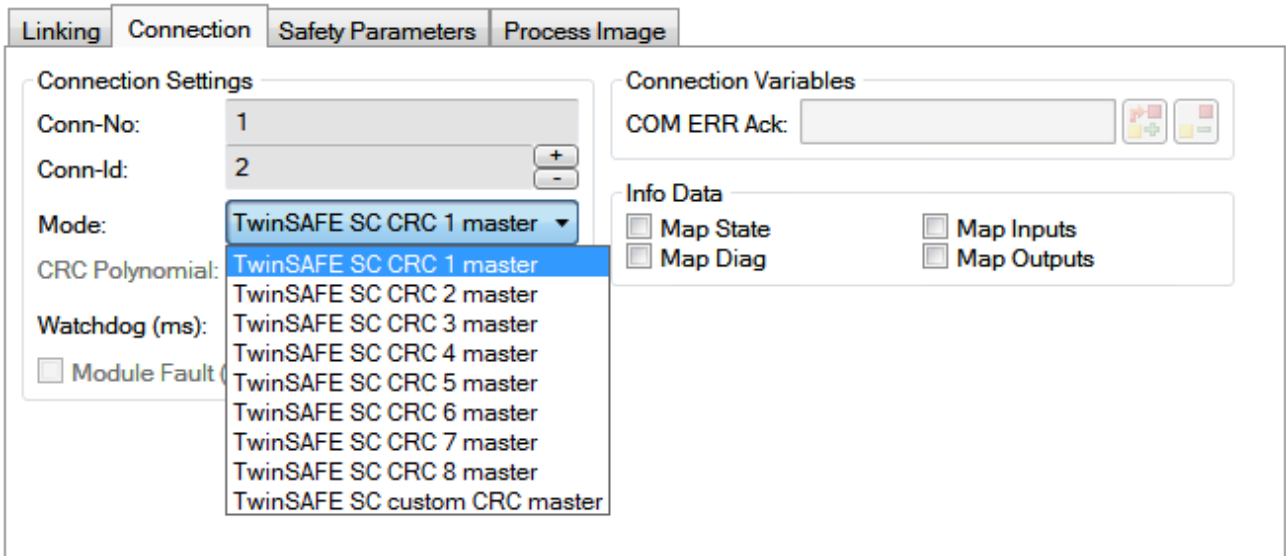 Linking Connection Safety Parameters Process Image
Connection Settings
Conn-No: 1
Conn-Id: 2
+
-
Mode: TwinSAFE SC CRC 1 master
CRC Polynomial:
Watchdog (ms):
Module Fault (
TwinSAFE SC CRC 1 master
TwinSAFE SC CRC 2 master
TwinSAFE SC CRC 3 master
TwinSAFE SC CRC 4 master
TwinSAFE SC CRC 5 master
TwinSAFE SC CRC 6 master
TwinSAFE SC CRC 7 master
TwinSAFE SC CRC 8 master
TwinSAFE SC custom CRC master
Connection Variables
COM ERR Ack:
Info Data
Map State Map Inputs
Map Diag Map Outputs